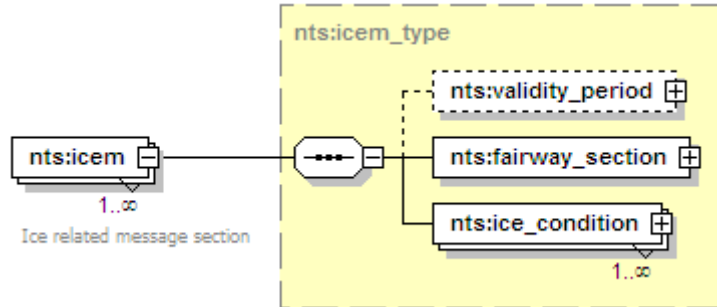 nts:icem_type
nts:validity_period
nts:icem
nts:fairway_section
1..∞
Ice related message section
nts:ice_condition
1..∞